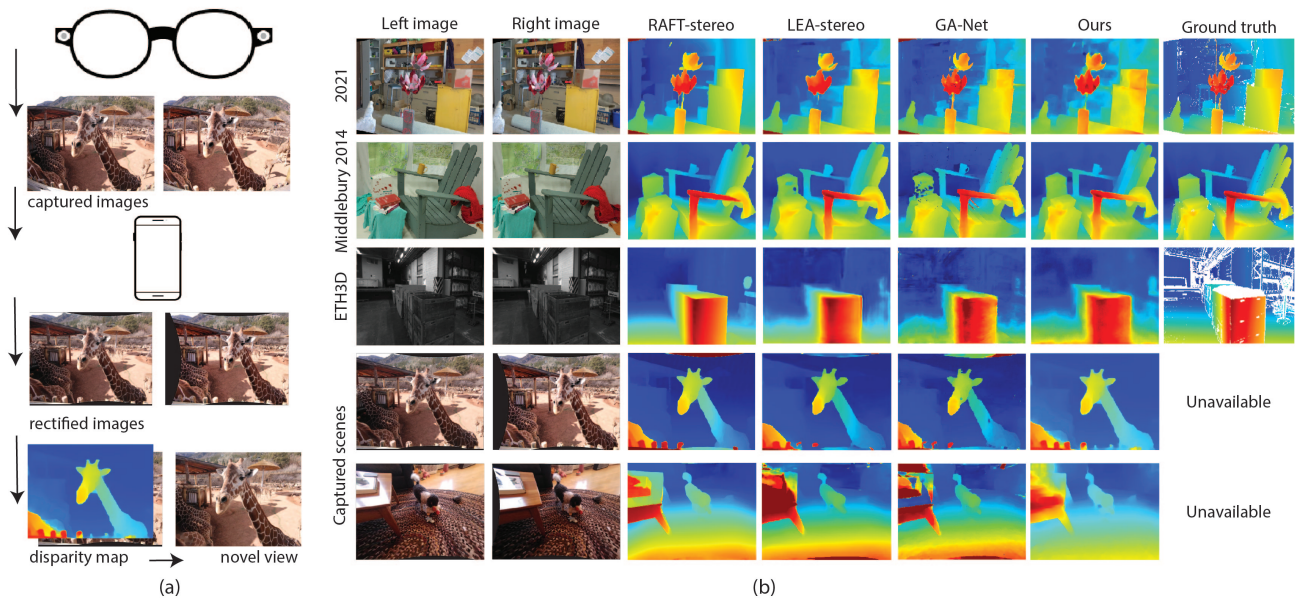 captured images
rectified images
disparity map
novel view
(a)
Left image
Right image
RAFT-stereo
LEA-stereo
GA-Net
Ours
Ground truth
2021
Middlebury 2014
ETH3D
Captured scenes
Unavailable
Unavailable
(b)